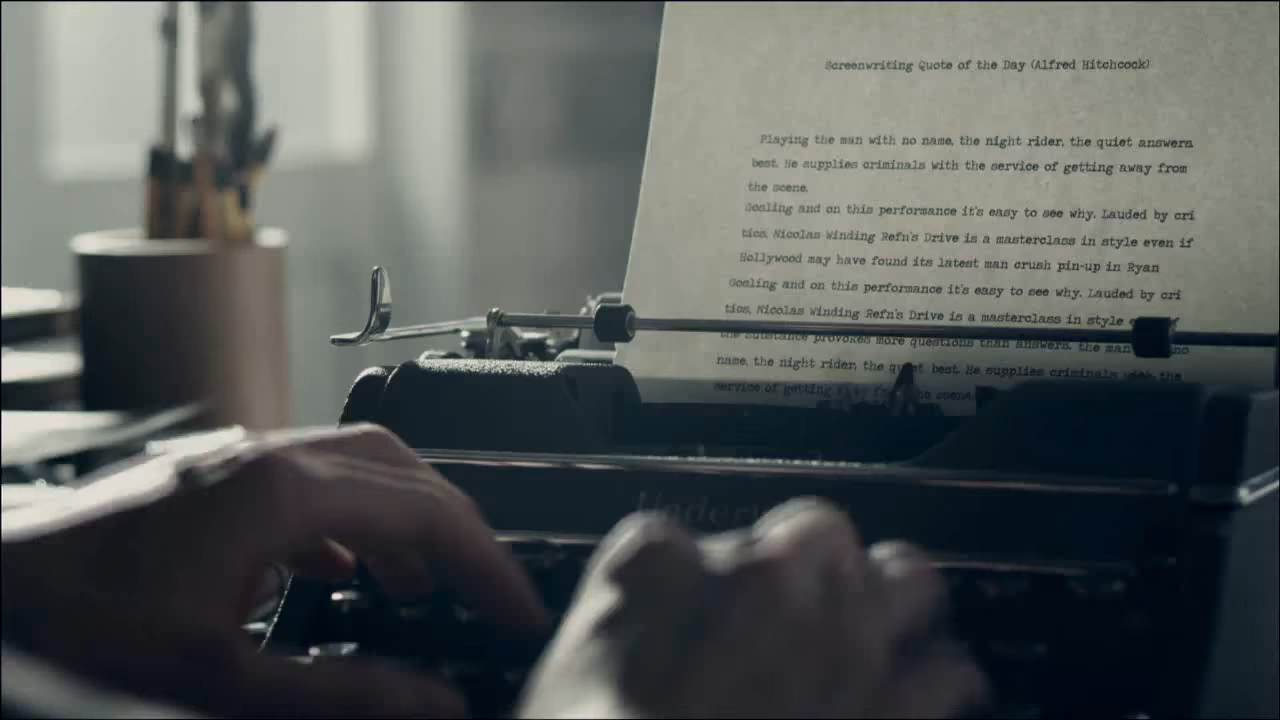 Screenwriting Quote of the Day (Alfred Hitchcock)
Playing the man with no name, the night rider, the quiet answers
best. He supplies criminals with the service of getting away from
the scene.
Gosling and on this performance it's easy to see why. Lauded by cri
tics, Nicolas Winding Refn's Drive is a masterclass in style even if
Hollywood may have found its latest man crush pin-up in Ryan
Gosling and on this performance it's easy to see why. Lauded by cri
tics, Nicolas Winding Refn's Drive is a masterclass in style
the substance provokes more questions than answers. the man no
name, the night rider, the best. He supplies criminals with the
service of getting the scene.